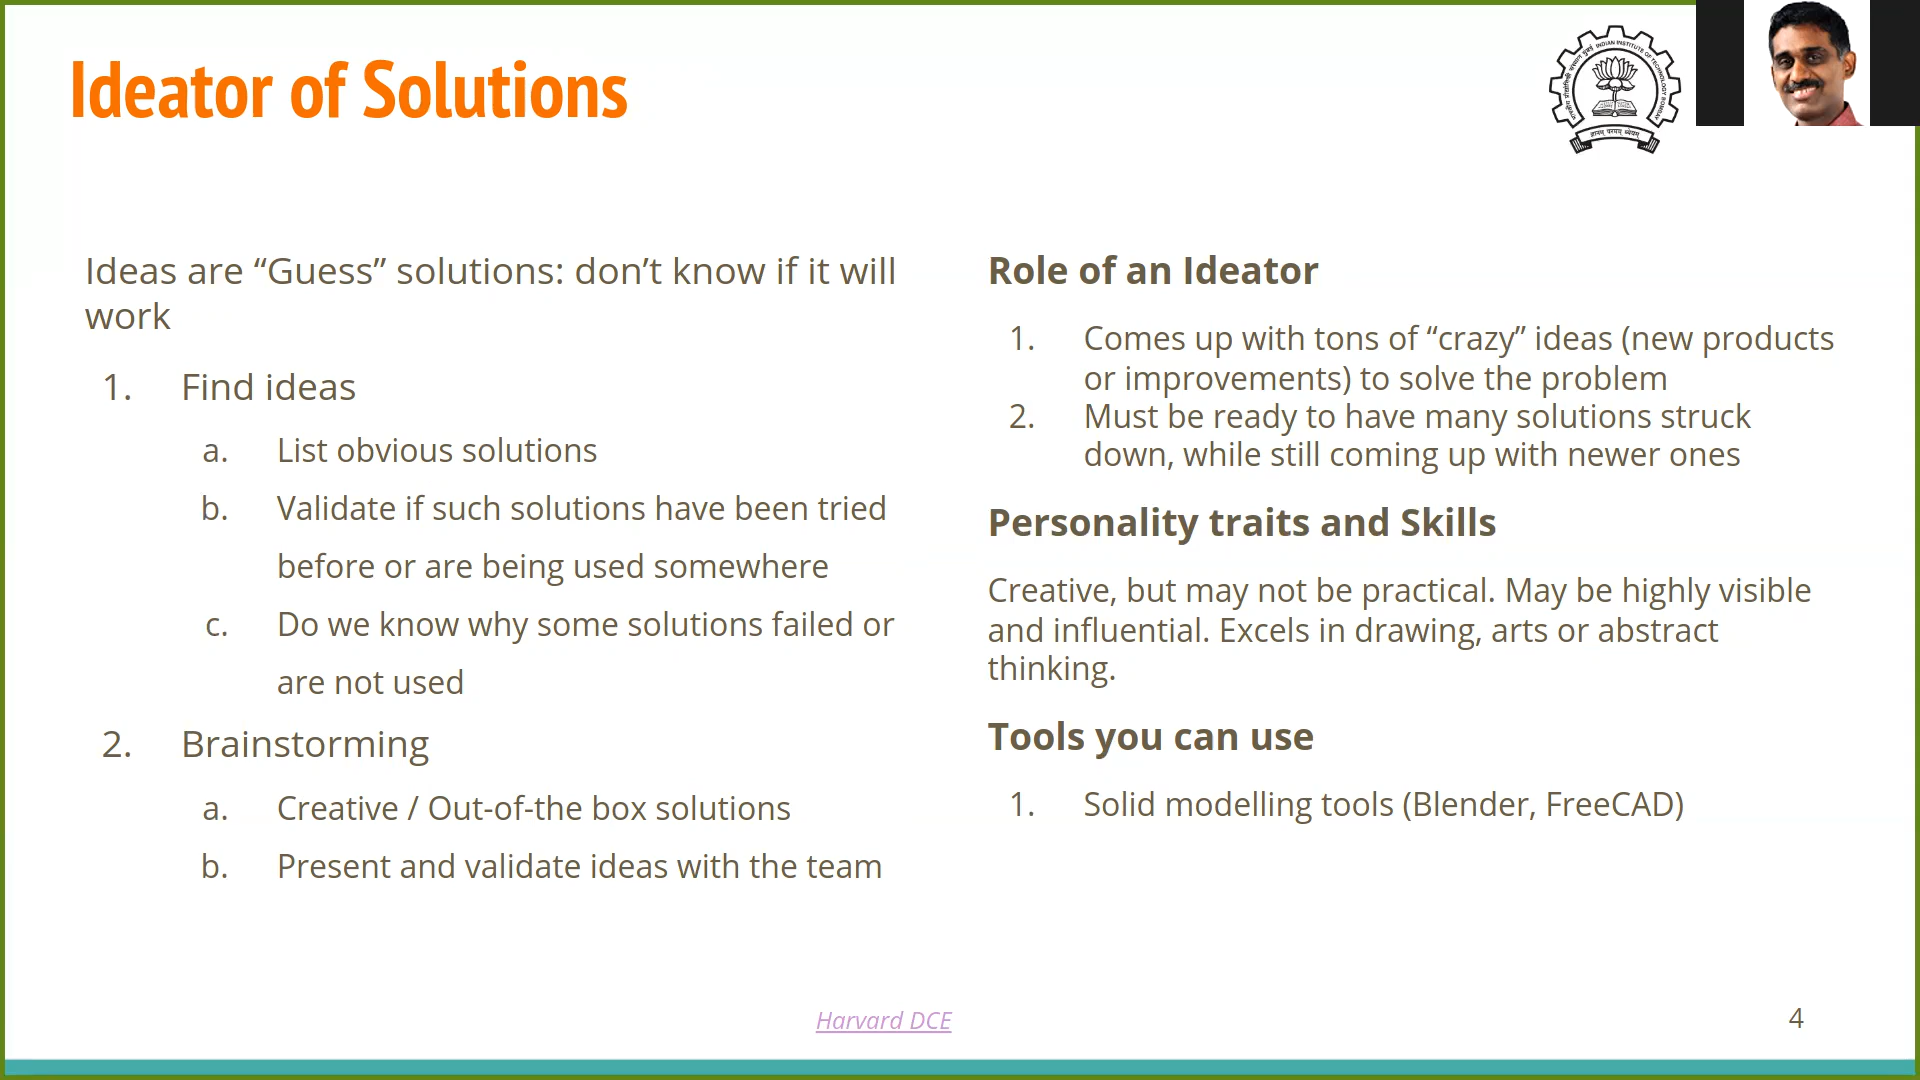 Ideator of Solutions
INDIAN INSTITUTE OF TECHNOLOGY BOMBAY
Ideas are “Guess” solutions: don’t know if it will
work
1. Find ideas
a. List obvious solutions
b. Validate if such solutions have been tried
before or are being used somewhere
c. Do we know why some solutions failed or
are not used
2. Brainstorming
a. Creative / Out-of-the box solutions
b. Present and validate ideas with the team
Role of an Ideator
1. Comes up with tons of “crazy” ideas (new products
or improvements) to solve the problem
2. Must be ready to have many solutions struck
down, while still coming up with newer ones
Personality traits and Skills
Creative, but may not be practical. May be highly visible
and influential. Excels in drawing, arts or abstract
thinking.
Tools you can use
1. Solid modelling tools (Blender, FreeCAD)
Harvard DCE
4